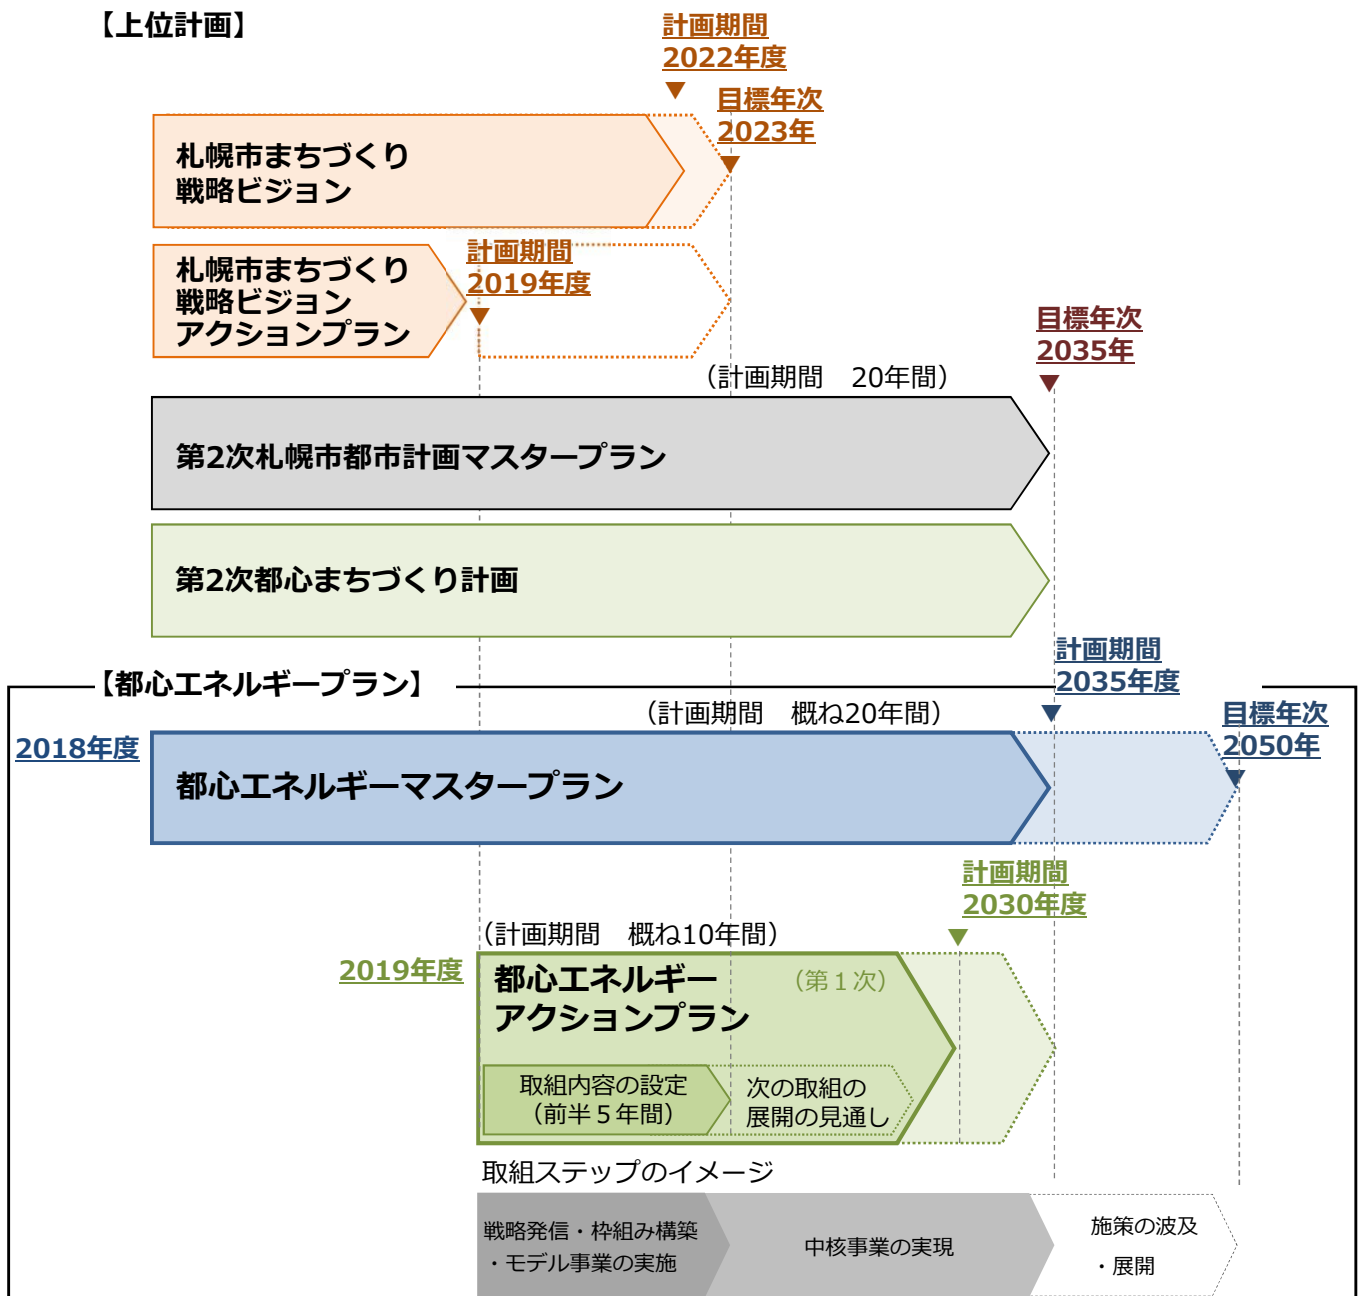 【上位計画】
計画期間
2022年度
目標年次
2023年
札幌市まちづくり
戦略ビジョン
計画期間
2019年度
札幌市まちづくり
戦略ビジョン
アクションプラン
目標年次
2035年
（計画期間　20年間）
第2次札幌市都市計画マスタープラン
第2次都心まちづくり計画
計画期間
2035年度
【都心エネルギープラン】
（計画期間　概ね20年間）
目標年次
2050年
2018年度
都心エネルギーマスタープラン
計画期間
2030年度
（計画期間　概ね10年間）
2019年度
都心エネルギー
アクションプラン
（第１次）
取組内容の設定
（前半５年間）
次の取組の
展開の見通し
取組ステップのイメージ
戦略発信・枠組み構築
・モデル事業の実施
中核事業の実現
施策の波及
・展開